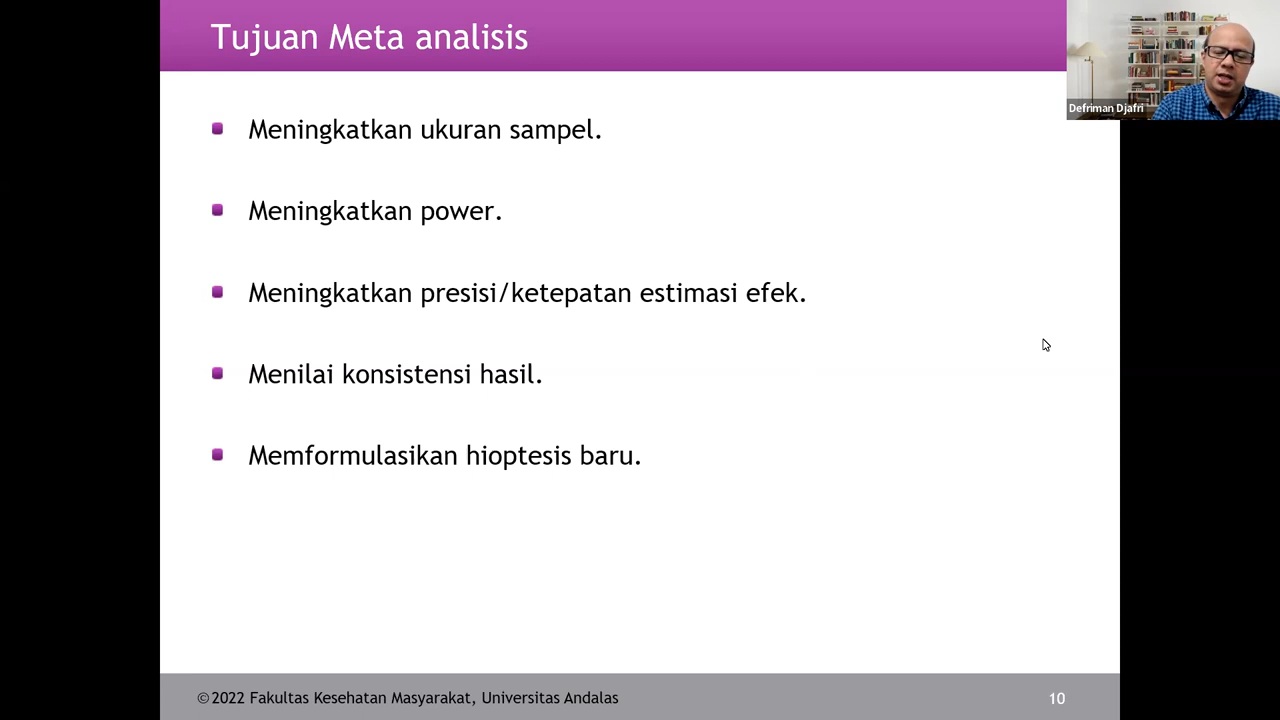 Tujuan Meta analisis
Defriman Djafri
Meningkatkan ukuran sampel.
Meningkatkan power.
Meningkatkan presisi/ketepatan estimasi efek.
Menilai konsistensi hasil.
Memformulasikan hioptesis baru.
©2022 Fakultas Kesehatan Masyarakat, Universitas Andalas
10